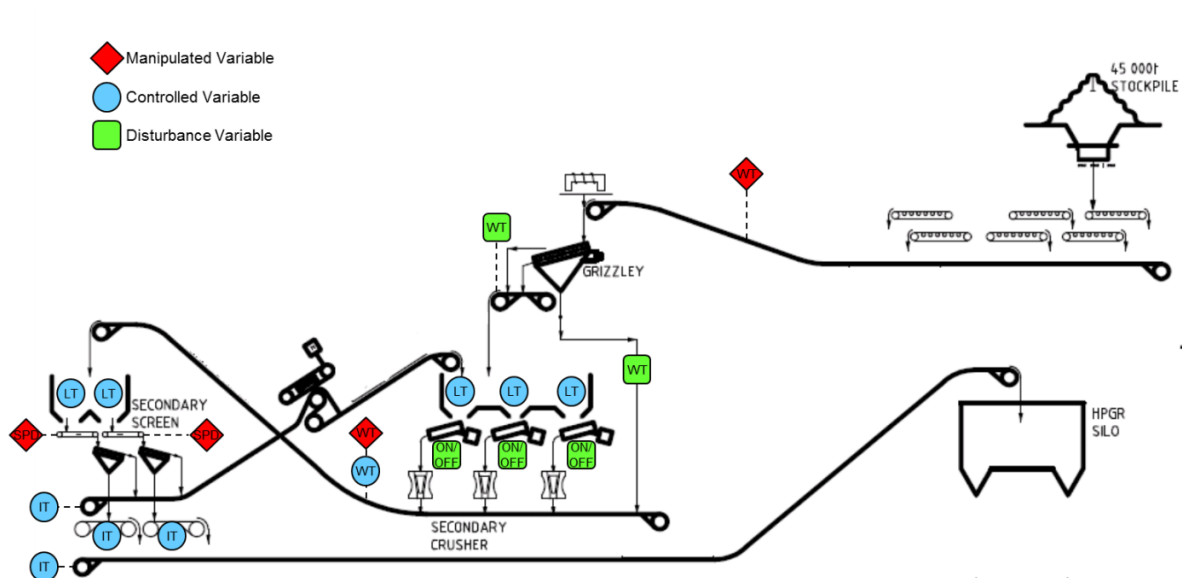 Manipulated Variable
Controlled Variable
Disturbance Variable
45 000t
STOCKPILE
WT
WT
GRIZZLEY
WT
LT
LT
LT
LT
LT
SECONDARY
SCREEN
SPD
SPD
WT
WT
ON/
OFF
ON/
OFF
ON/
OFF
HPGR
SILO
IT
IT
IT
SECONDARY
CRUSHER
IT